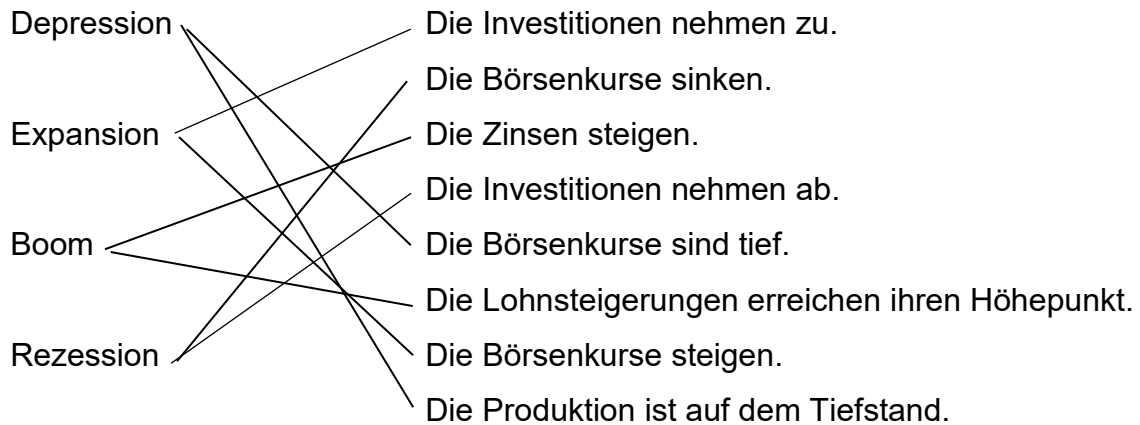 Depression Die Investitionen nehmen zu.
Die Börsenkurse sinken.
Expansion Die Zinsen steigen.
Die Investitionen nehmen ab.
Boom Die Börsenkurse sind tief.
Die Lohnsteigerungen erreichen ihren Höhepunkt.
Rezession Die Börsenkurse steigen.
Die Produktion ist auf dem Tiefstand.